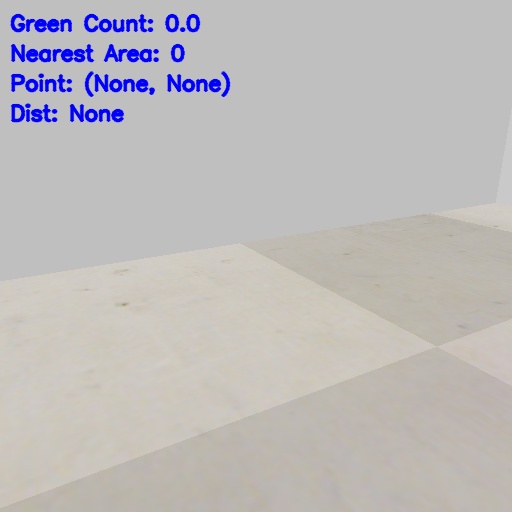 Green Count: 0.0
Nearest Area: 0
Point: (None, None)
Dist: None